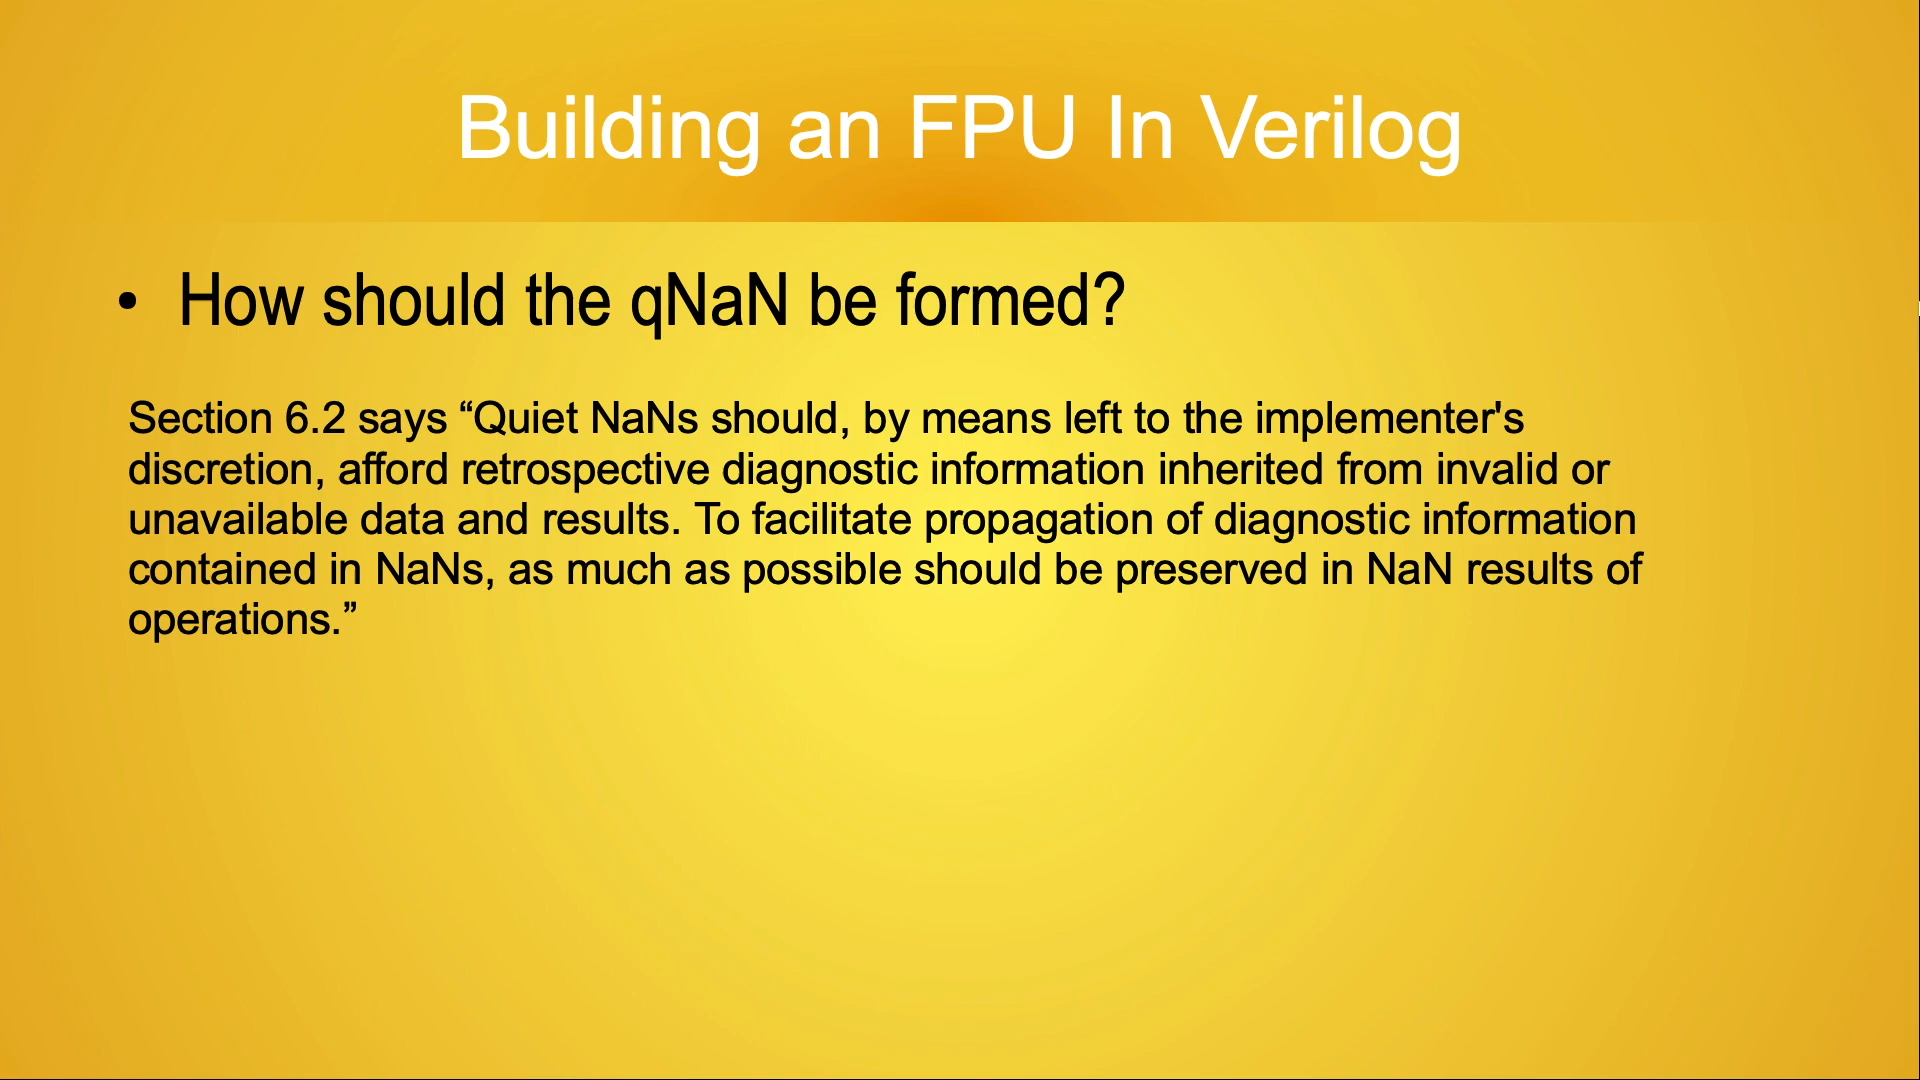 Building an FPU In Verilog
• How should the qNaN be formed?
Section 6.2 says “Quiet NaNs should, by means left to the implementer's
discretion, afford retrospective diagnostic information inherited from invalid or
unavailable data and results. To facilitate propagation of diagnostic information
contained in NaNs, as much as possible should be preserved in NaN results of
operations.”